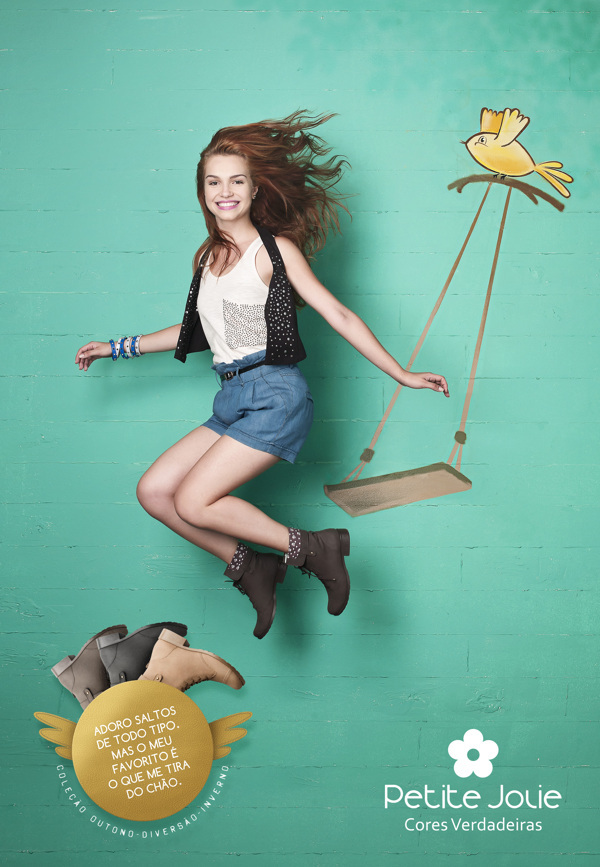 ADORO SALTOS
DE TODO TIPO.
MAS O MEU
FAVORITO É
O QUE ME TIRA
DO CHÃO.
COLEÇÃO OUTONO-DIVERSÃO-INVERNO
Petite Jolie
Cores Verdadeiras